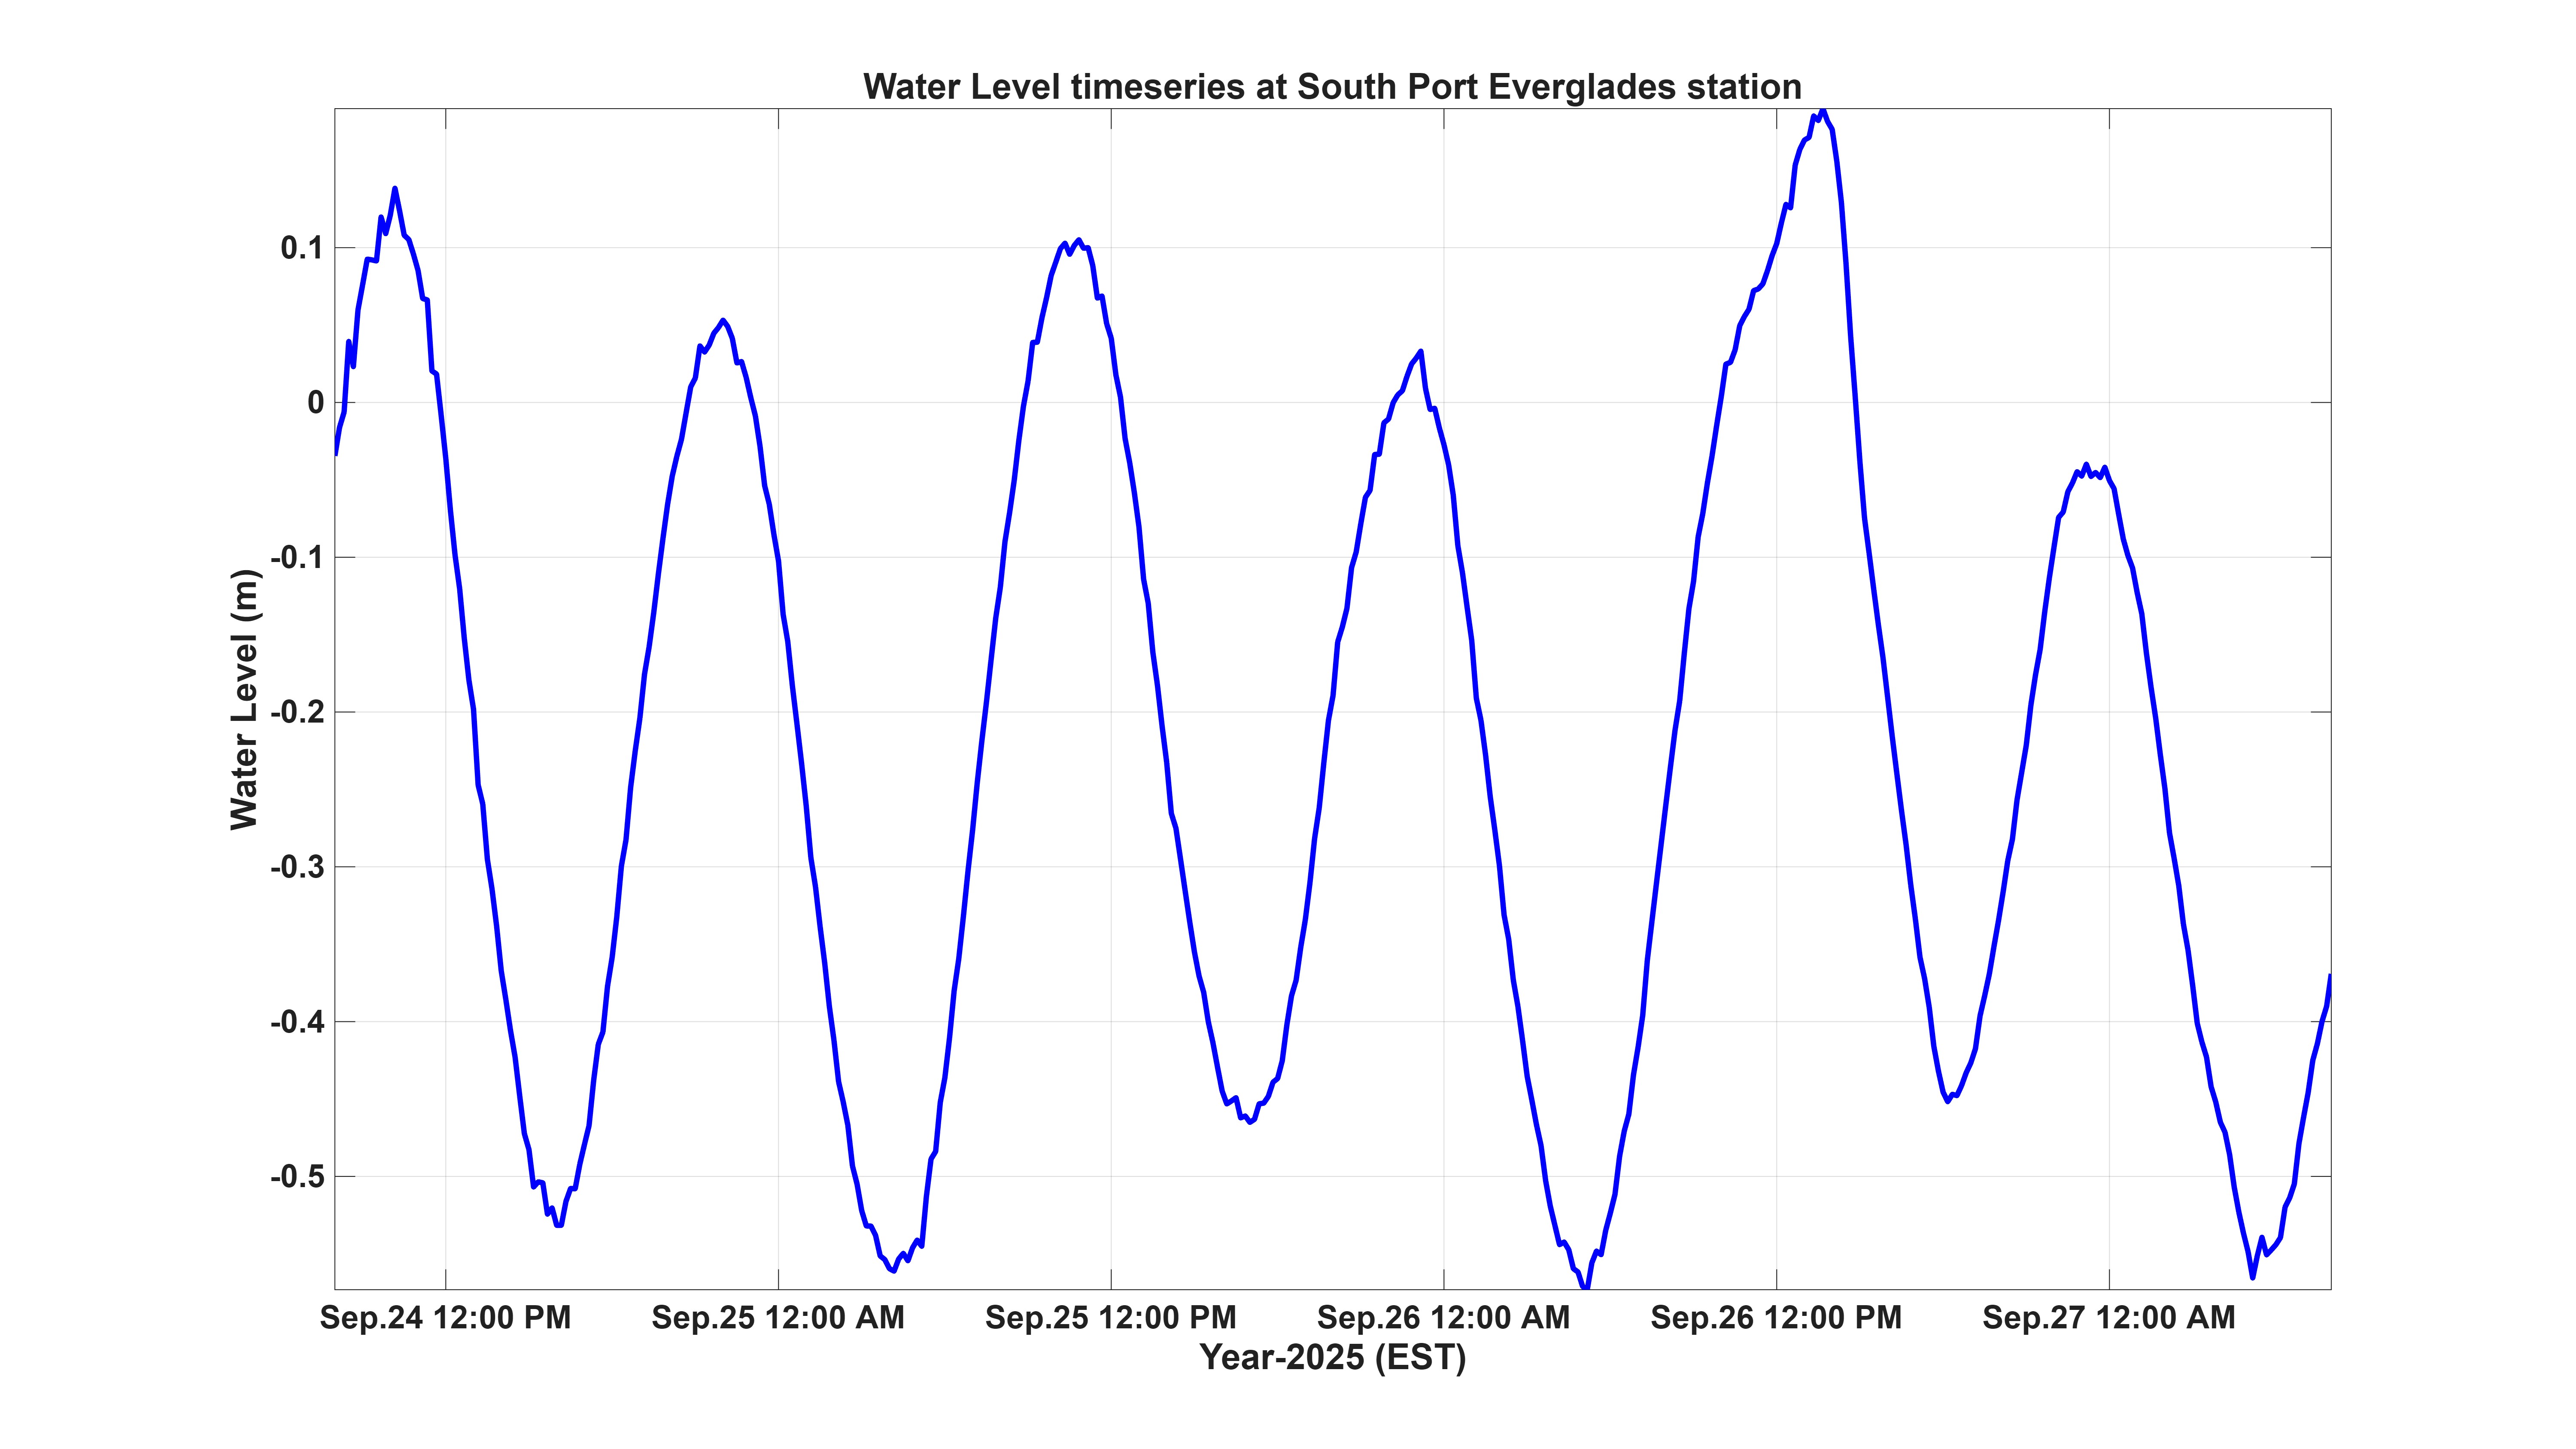 Water Level timeseries at South Port Everglades station
0.1
0
-0.1
-0.2
-0.3
-0.4
-0.5
Water Level (m)
Sep.24 12:00 PM Sep.25 12:00 AM Sep.25 12:00 PM Sep.26 12:00 AM Sep.26 12:00 PM Sep.27 12:00 AM
Year-2025 (EST)